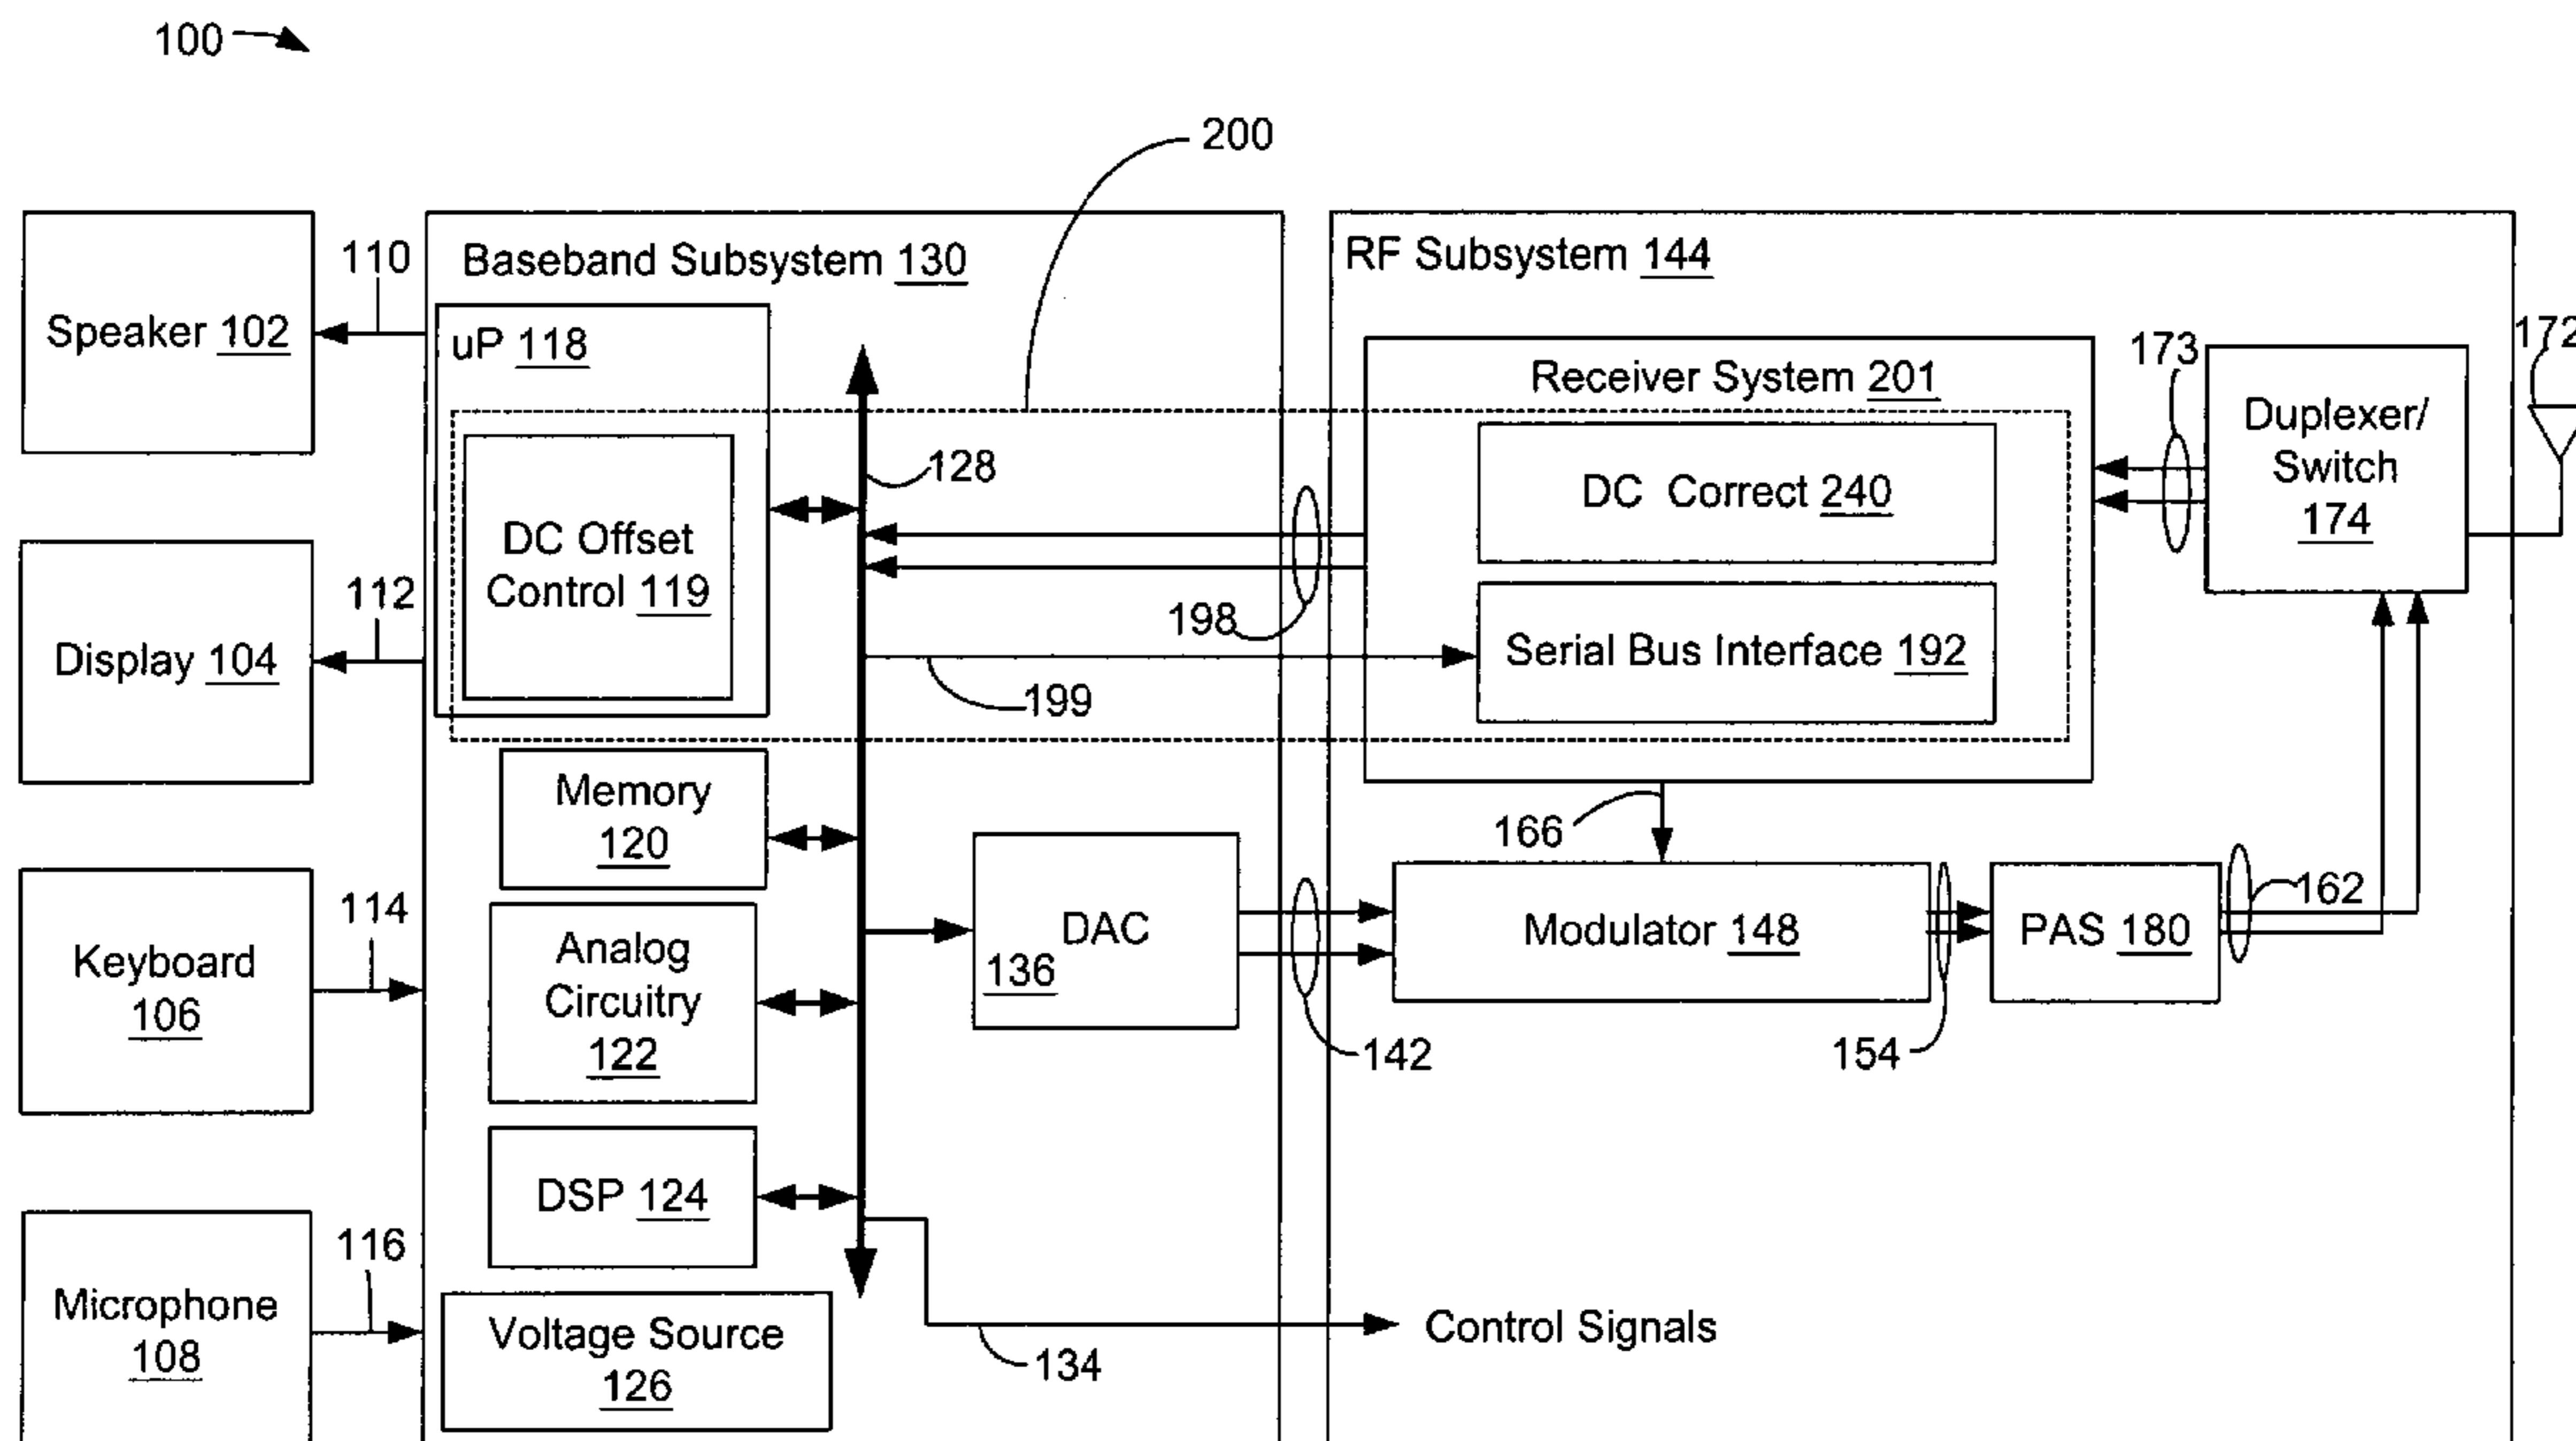 100
200
Speaker 102
110
Baseband Subsystem 130
uP 118
DC Offset
Control 119
128
RF Subsystem 144
Receiver System 201
DC Correct 240
Serial Bus Interface 192
173
Duplexer/
Switch
174
172
198
199
Display 104
112
Memory
120
166
Keyboard
106
114
Analog
Circuitry
122
DAC
136
142
Modulator 148
154
PAS 180
162
DSP 124
Microphone
108
116
Voltage Source
126
134
Control Signals